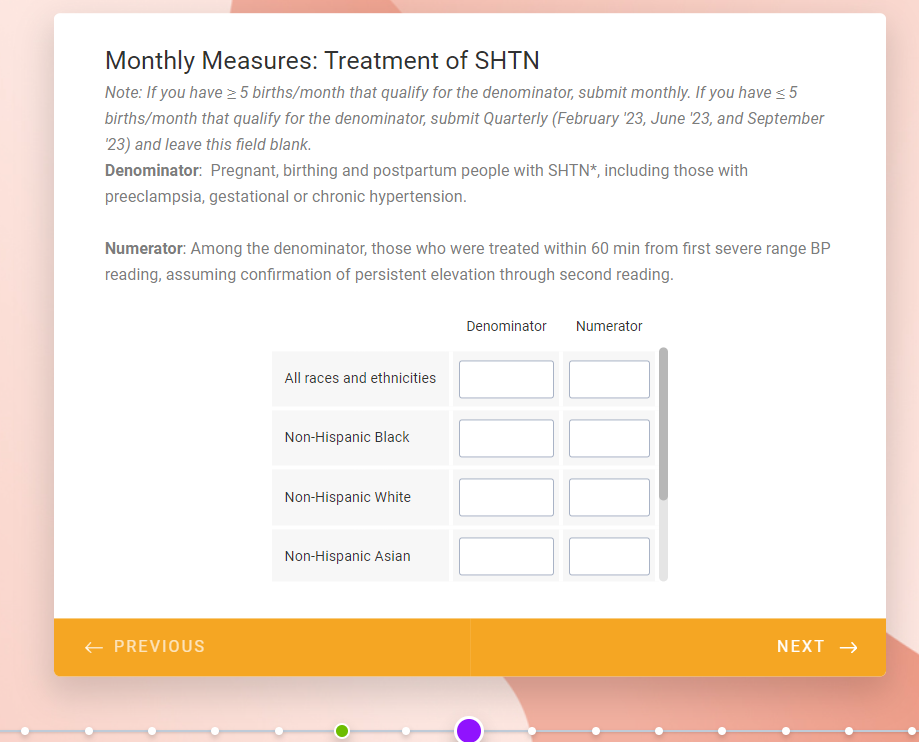 Monthly Measures: Treatment of SHTN
Note: If you have ≥ 5 births/month that qualify for the denominator, submit monthly. If you have ≤ 5
births/month that qualify for the denominator, submit Quarterly (February '23, June '23, and September
'23) and leave this field blank.
Denominator:  Pregnant, birthing and postpartum people with SHTN*, including those with
preeclampsia, gestational or chronic hypertension.
Numerator: Among the denominator, those who were treated within 60 min from first severe range BP
reading, assuming confirmation of persistent elevation through second reading.
Denominator Numerator
All races and ethnicities
Non-Hispanic Black
Non-Hispanic White
Non-Hispanic Asian
← PREVIOUS NEXT →